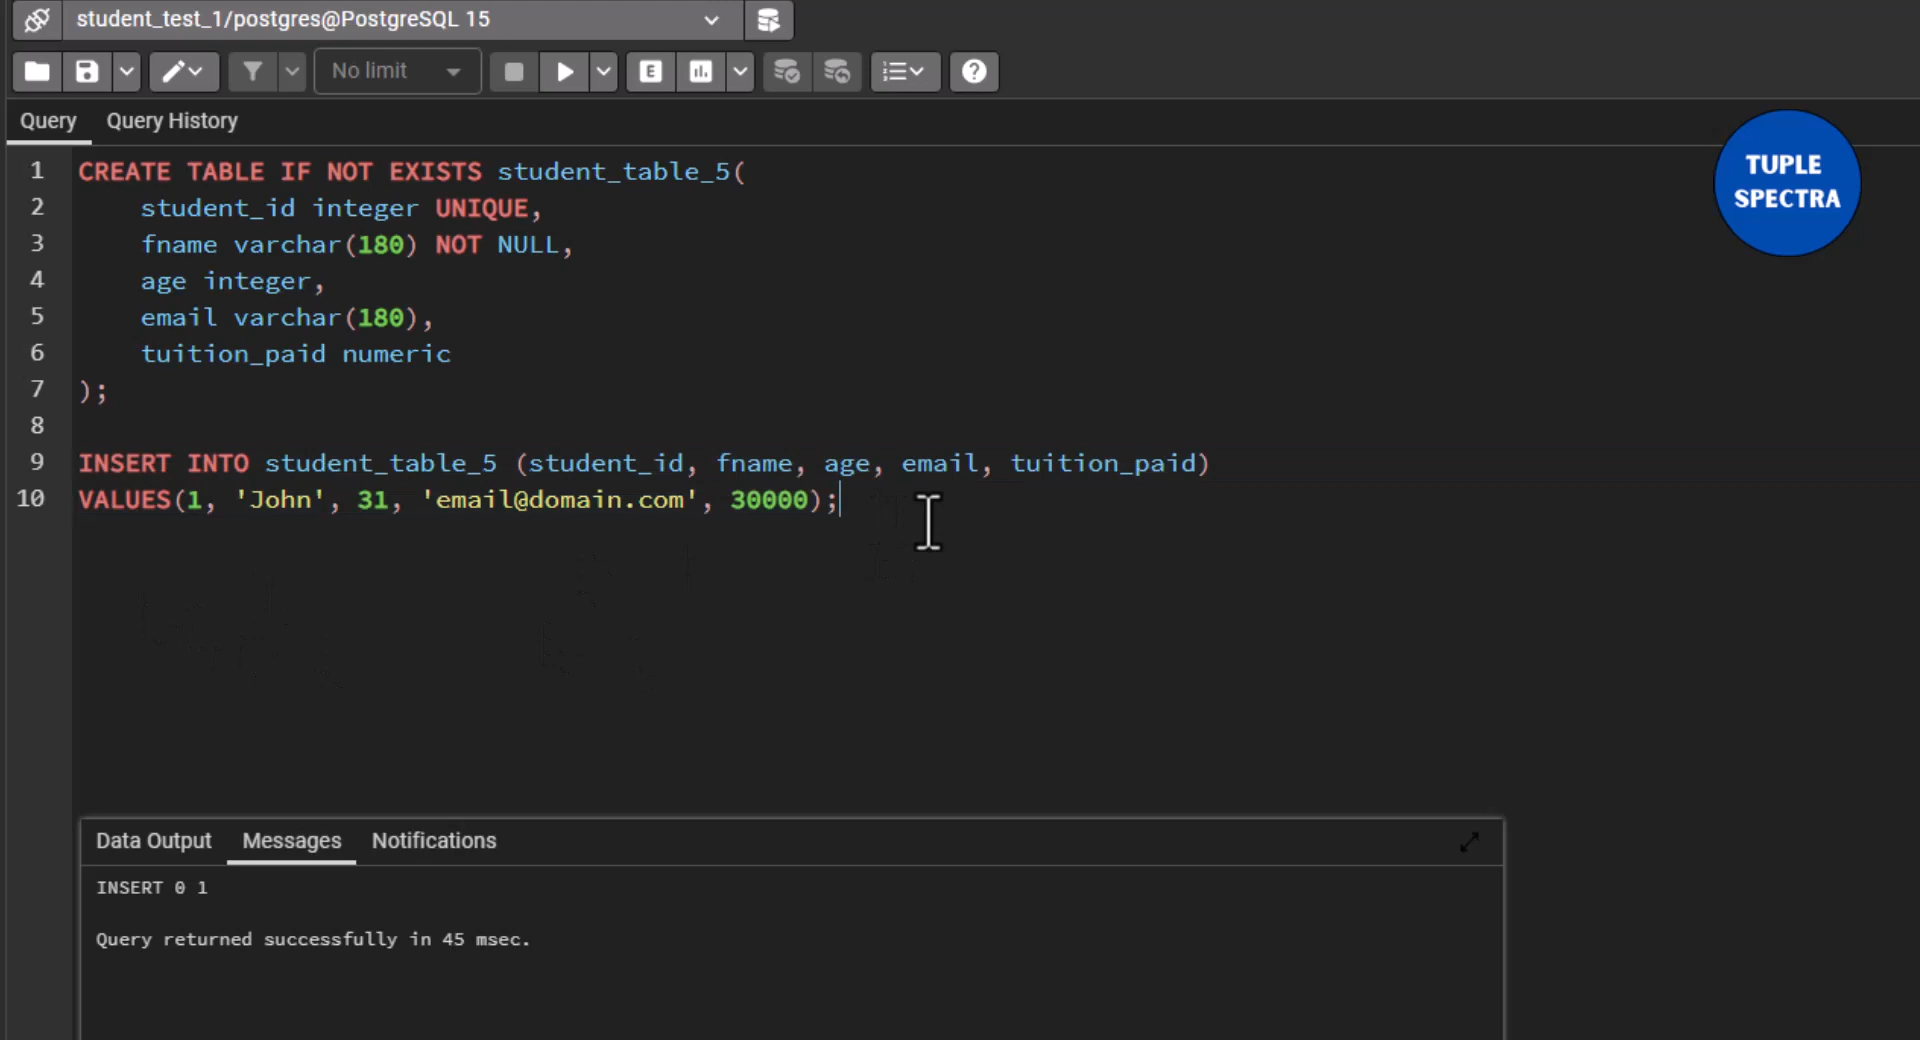 student_test_1/postgres@PostgreSQL 15
No limit
E
?
Query Query History
TUPLE
SPECTRA
1 CREATE TABLE IF NOT EXISTS student_table_5(
2 student_id integer UNIQUE,
3 fname varchar(180) NOT NULL,
4 age integer,
5 email varchar(180),
6 tuition_paid numeric
7 );
8
9 INSERT INTO student_table_5 (student_id, fname, age, email, tuition_paid)
10 VALUES(1, 'John', 31, 'email@domain.com', 30000);
Data Output Messages Notifications
INSERT 0 1
Query returned successfully in 45 msec.